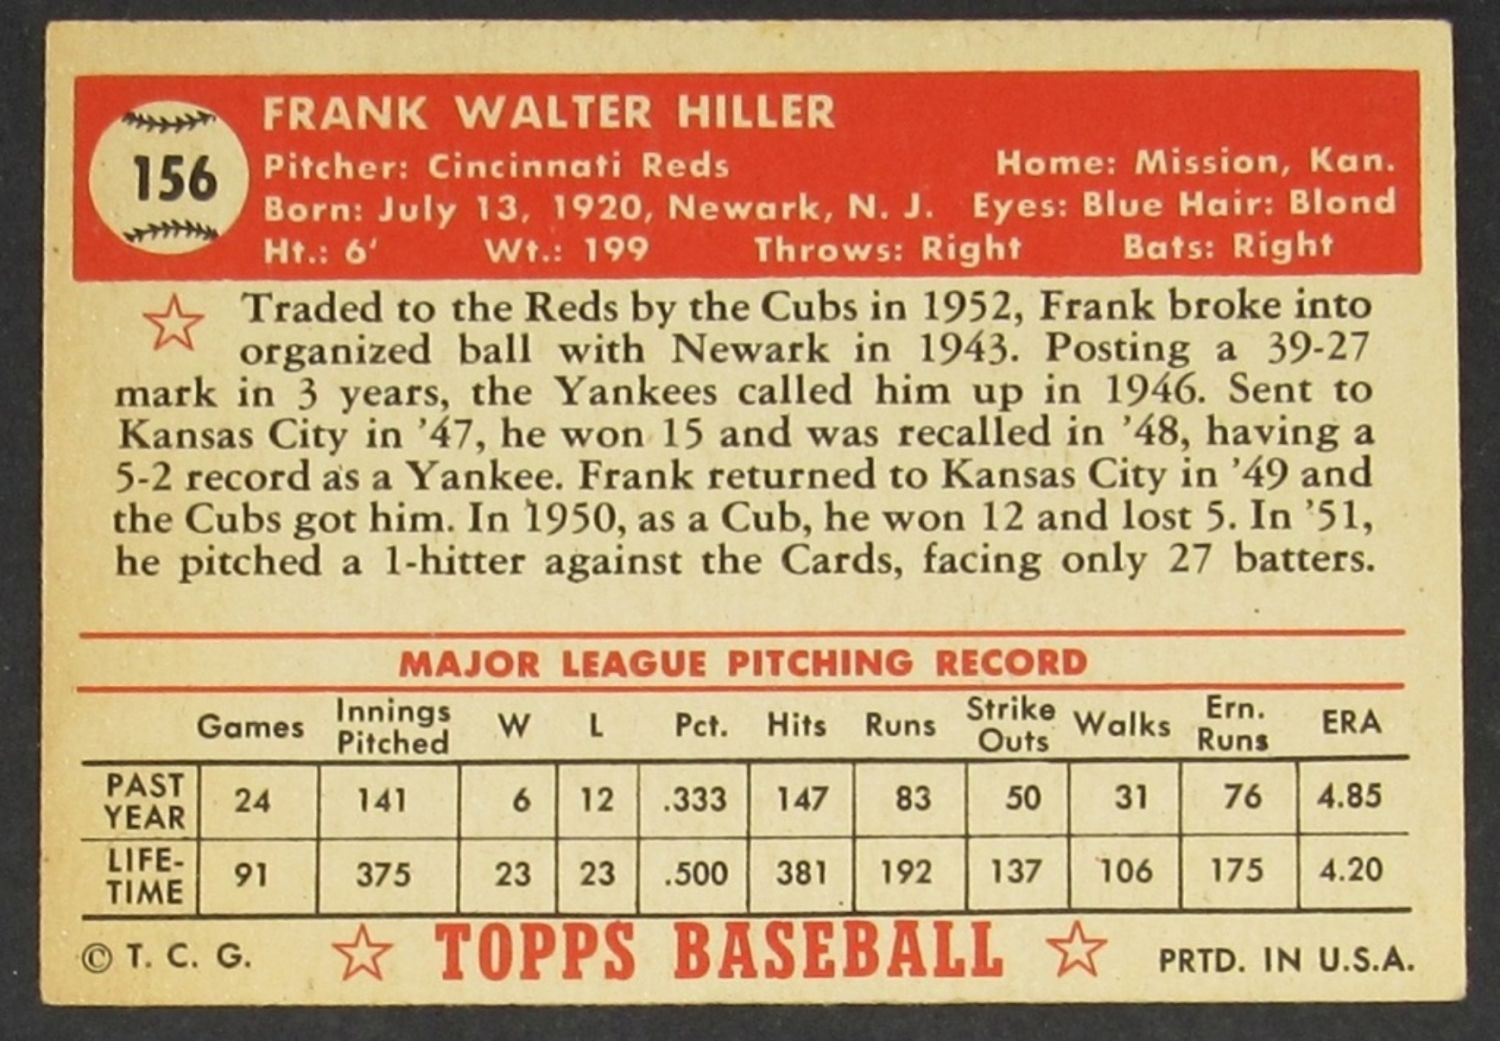 156
FRANK WALTER HILLER
Pitcher: Cincinnati Reds Home: Mission, Kan.
Born: July 13, 1920, Newark, N. J. Eyes: Blue Hair: Blond
Ht.: 6' Wt.: 199 Throws: Right Bats: Right
Traded to the Reds by the Cubs in 1952, Frank broke into
organized ball with Newark in 1943. Posting a 39-27
mark in 3 years, the Yankees called him up in 1946. Sent to
Kansas City in '47, he won 15 and was recalled in '48, having a
5-2 record as a Yankee. Frank returned to Kansas City in '49 and
the Cubs got him. In 1950, as a Cub, he won 12 and lost 5. In '51,
he pitched a 1-hitter against the Cards, facing only 27 batters.
MAJOR LEAGUE PITCHING RECORD
Games Innings Pitched W L Pct. Hits Runs Strike Outs Walks Ern. Runs ERA
PAST YEAR 24 141 6 12 .333 147 83 50 31 76 4.85
LIFE-TIME 91 375 23 23 .500 381 192 137 106 175 4.20
© T. C. G. TOPPS BASEBALL PRTD. IN U.S.A.